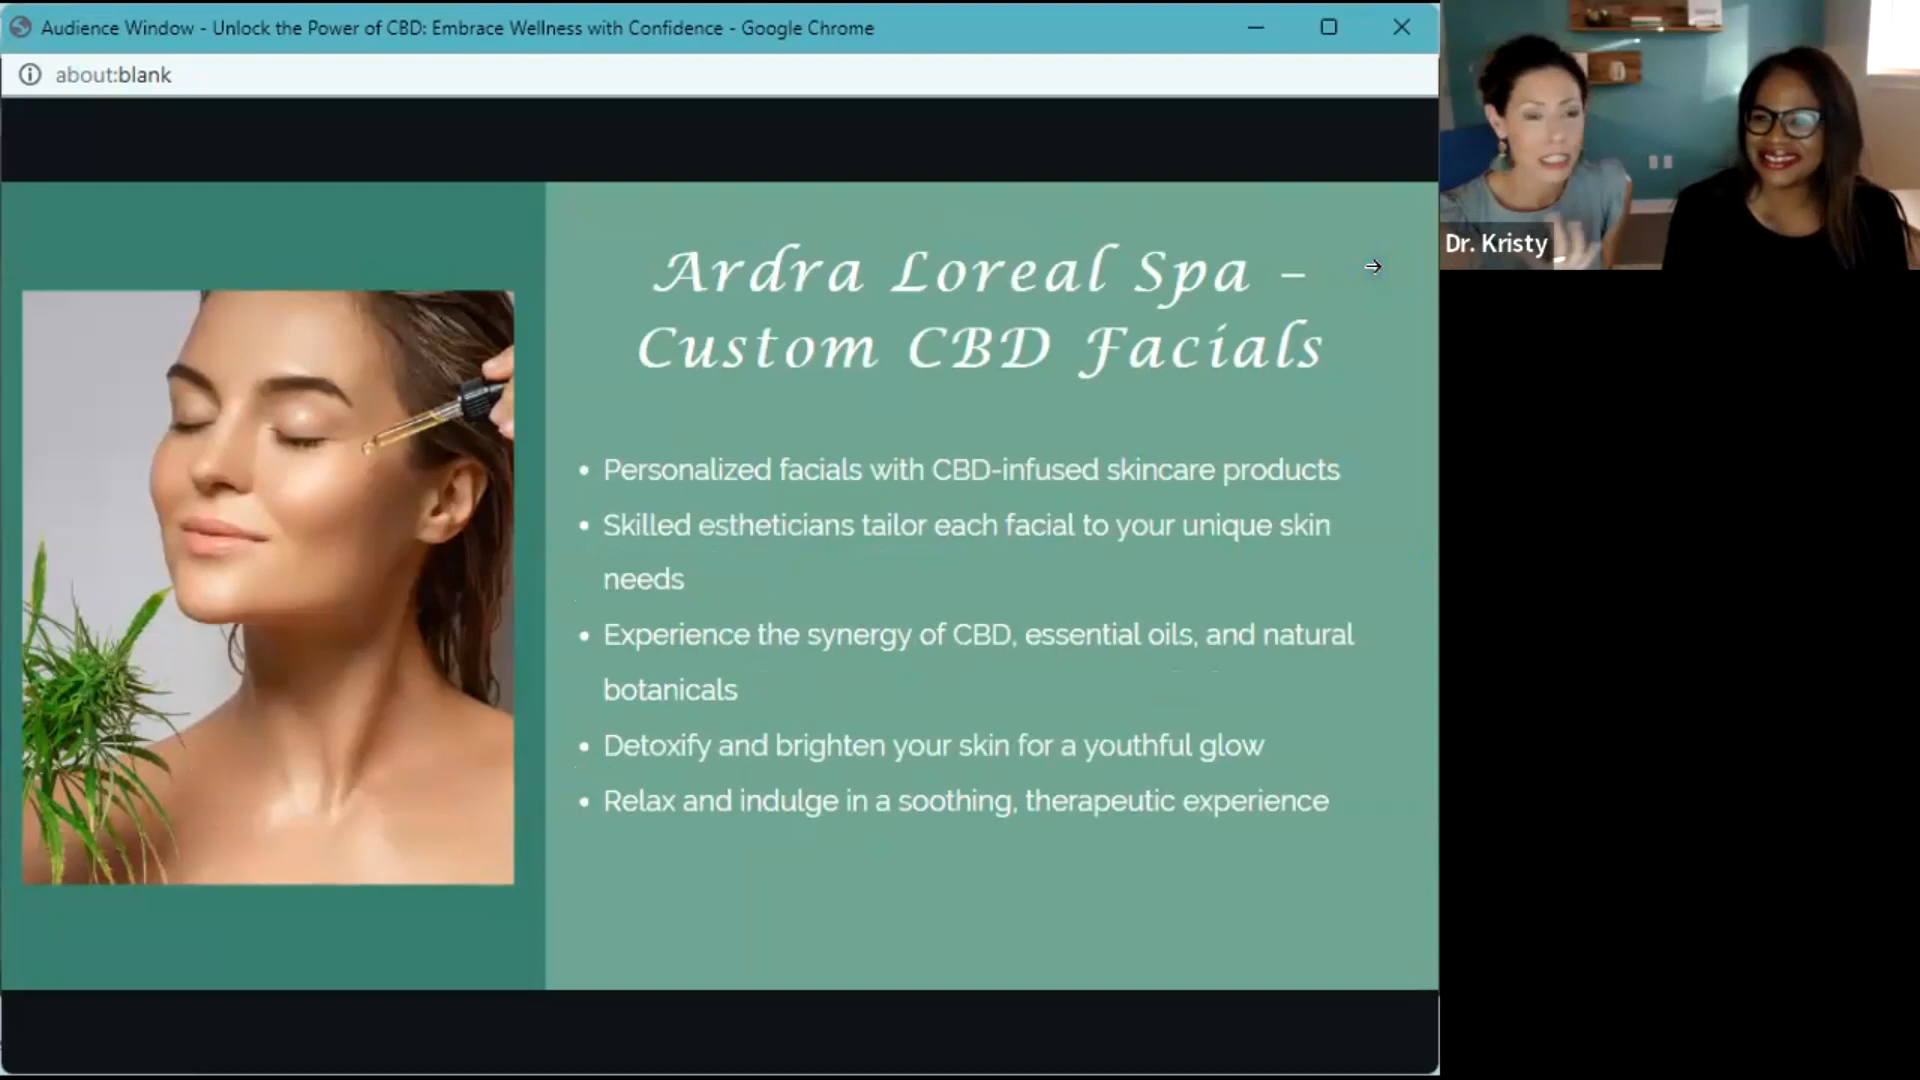 Audience Window - Unlock the Power of CBD: Embrace Wellness with Confidence - Google Chrome
about:blank
Dr. Kristy
Ardra Loreal Spa –
Custom CBD Facials
• Personalized facials with CBD-infused skincare products
• Skilled estheticians tailor each facial to your unique skin
needs
• Experience the synergy of CBD, essential oils, and natural
botanicals
• Detoxify and brighten your skin for a youthful glow
• Relax and indulge in a soothing, therapeutic experience